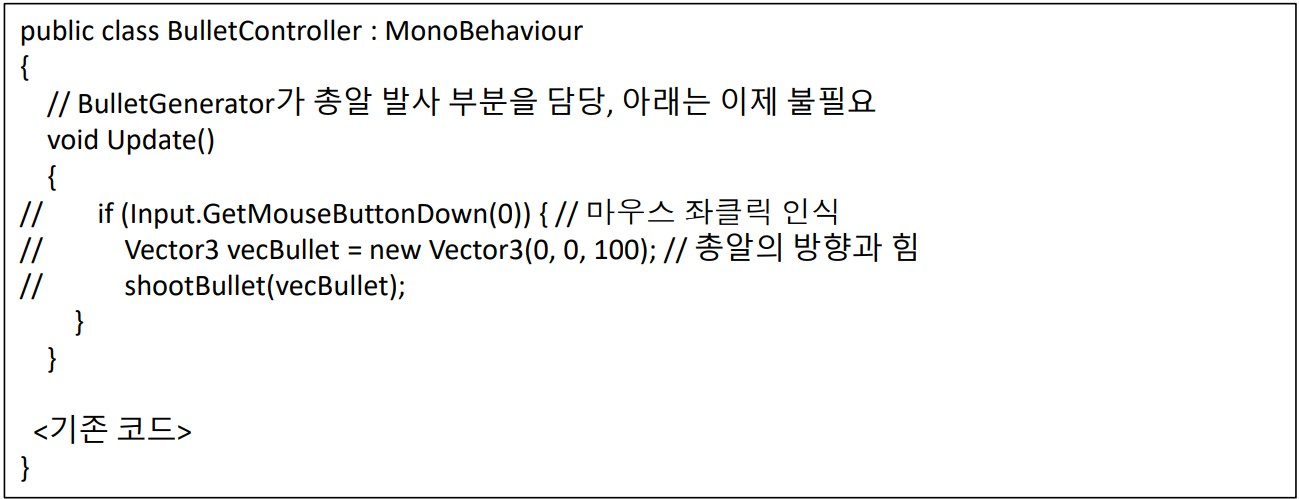 public class BulletController : MonoBehaviour
{
// BulletGenerator가 총알 발사 부분을 담당, 아래는 이제 불필요
void Update()
{
// if (Input.GetMouseButtonDown(0)) { // 마우스 좌클릭 인식
// Vector3 vecBullet = new Vector3(0, 0, 100); // 총알의 방향과 힘
// shootBullet(vecBullet);
}
}
<기존 코드>
}